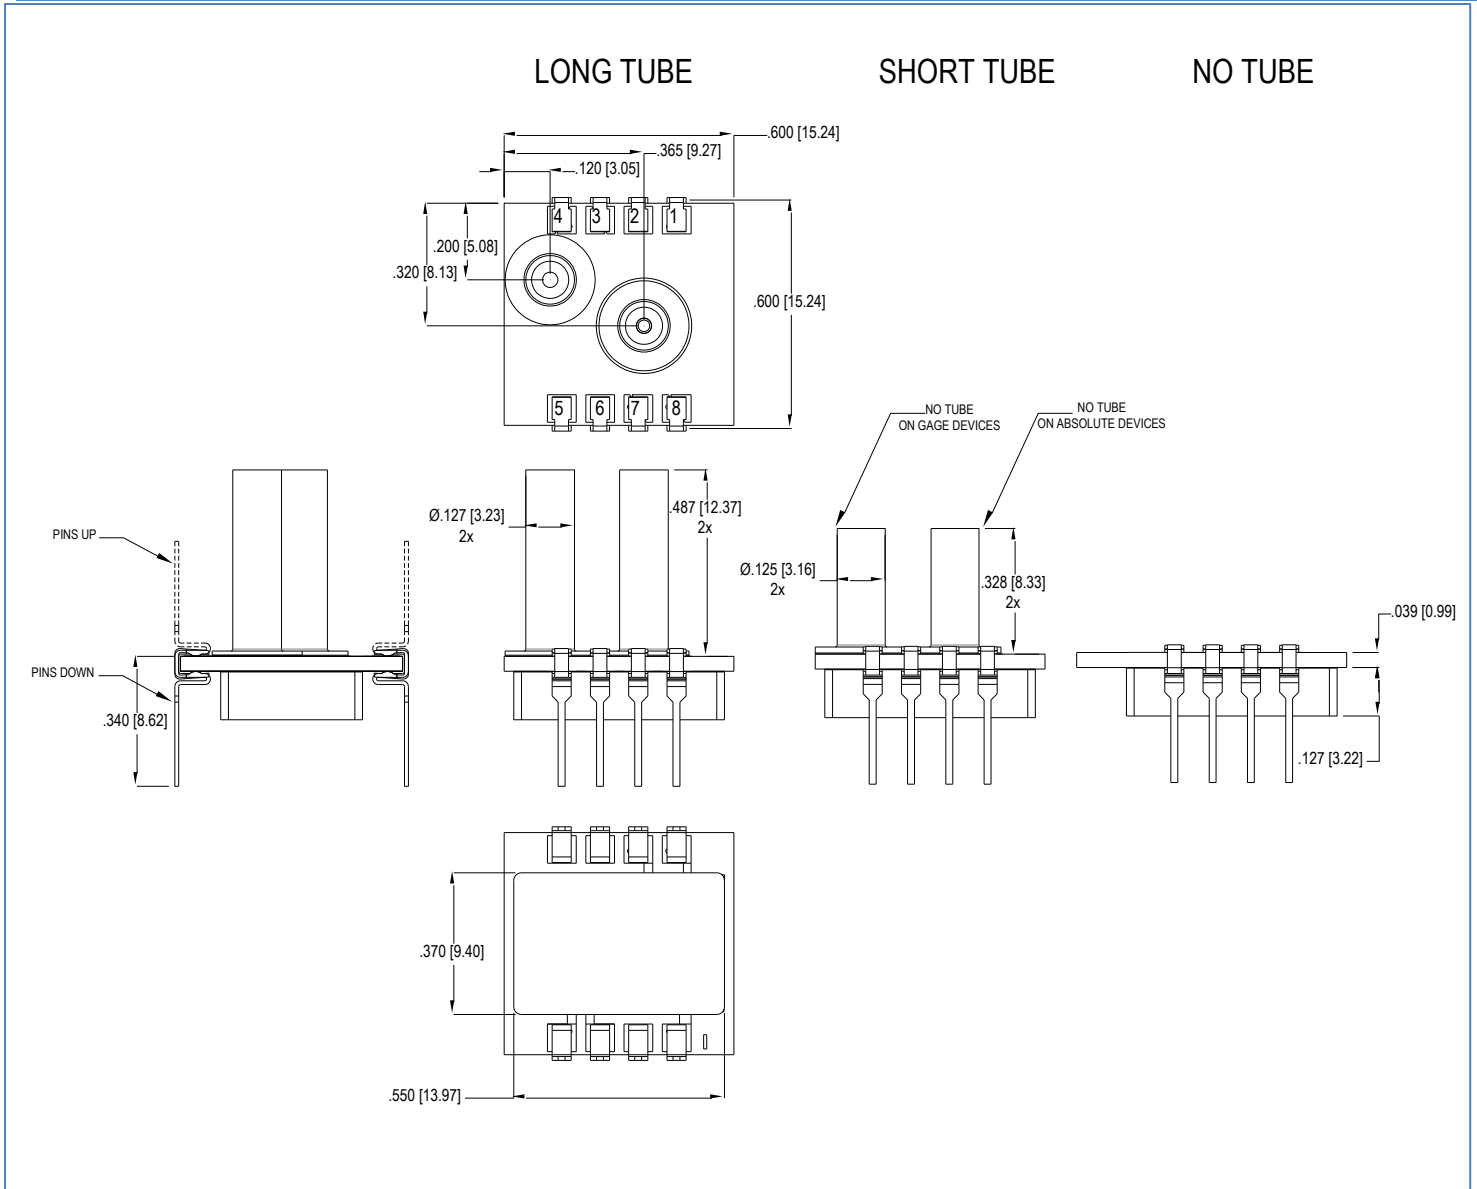 LONG TUBE
SHORT TUBE
NO TUBE
.600 [15.24]
.365 [9.27]
.120 [3.05]
4
3
2
1
.200 [5.08]
.320 [8.13]
.600 [15.24]
5
6
7
8
NO TUBE
ON GAGE DEVICES
NO TUBE
ON ABSOLUTE DEVICES
PINS UP
Ø.127 [3.23]
2x
.487 [12.37]
2x
Ø.125 [3.16]
2x
.328 [8.33]
2x
.039 [0.99]
PINS DOWN
.340 [8.62]
.127 [3.22]
.370 [9.40]
.550 [13.97]